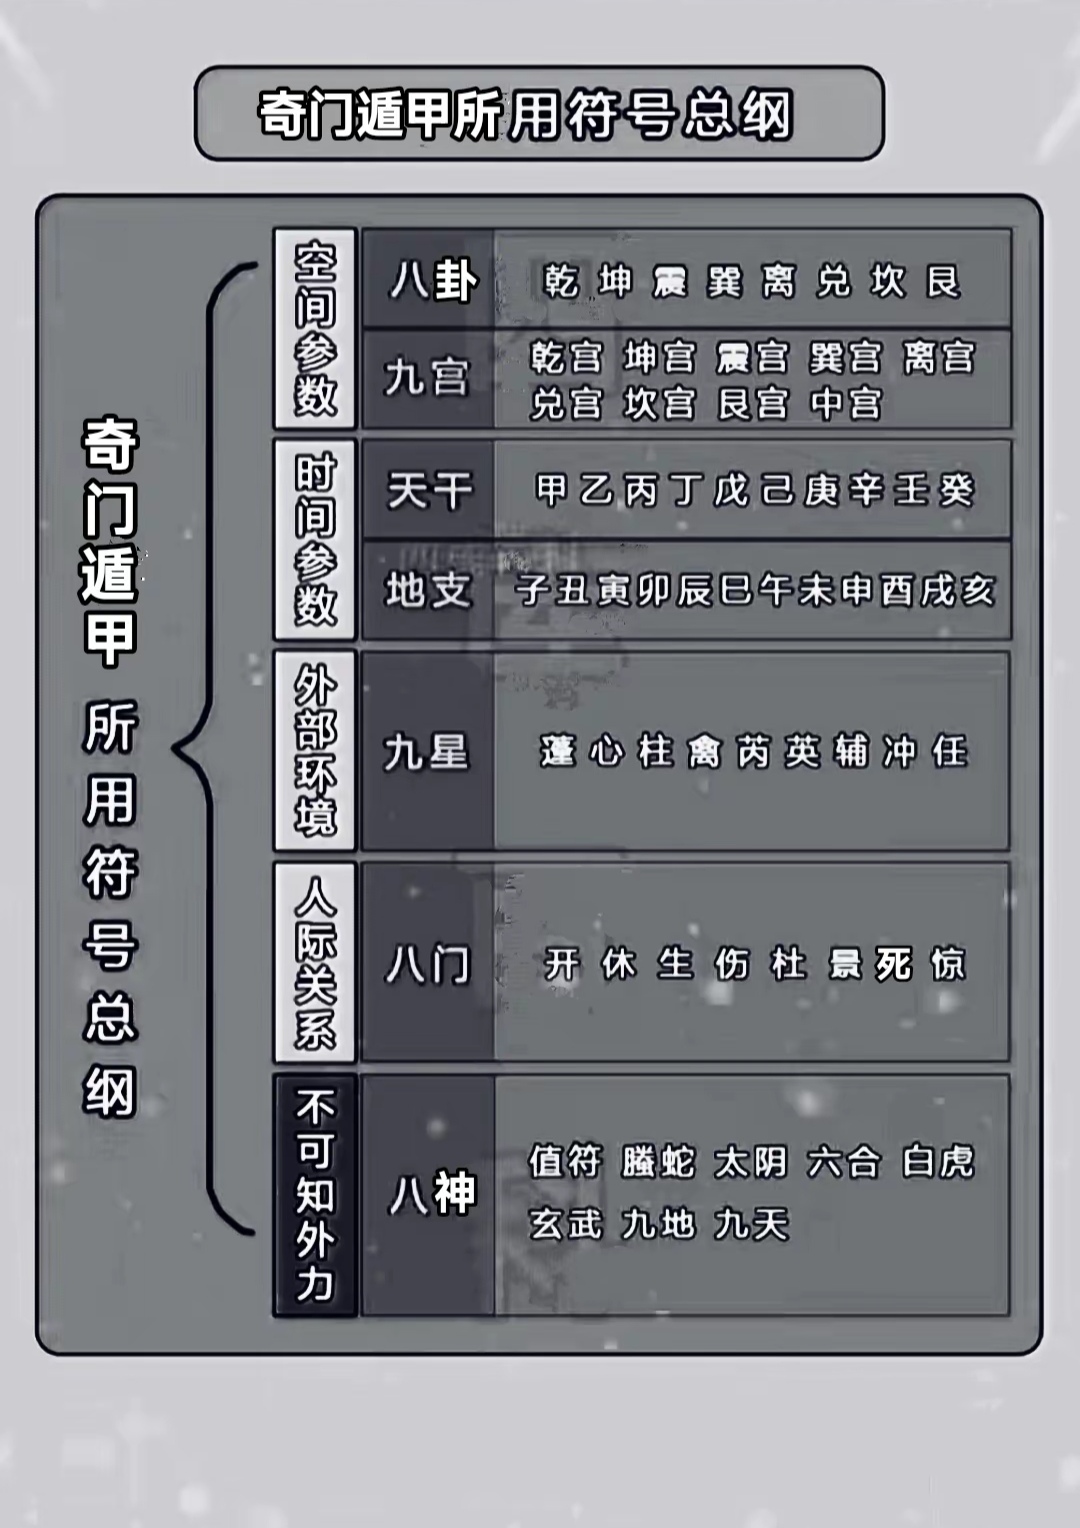 奇门遁甲所用符号总纲
奇门遁甲所用符号总纲
空间参数
八卦
乾 坤 震 巽 离 兑 坎 艮
九宫
乾宫 坤宫 震宫 巽宫 离宫
兑宫 坎宫 艮宫 中宫
时间参数
天干
甲乙丙丁戊己庚辛壬癸
地支
子丑寅卯辰巳午未申酉戌亥
外部环境
九星
蓬 心 柱 禽 芮 英 辅 冲 任
人际关系
八门
开 休 生 伤 杜 景 死 惊
不可知外力
八神
值符 螣蛇 太阴 六合 白虎
玄武 九地 九天